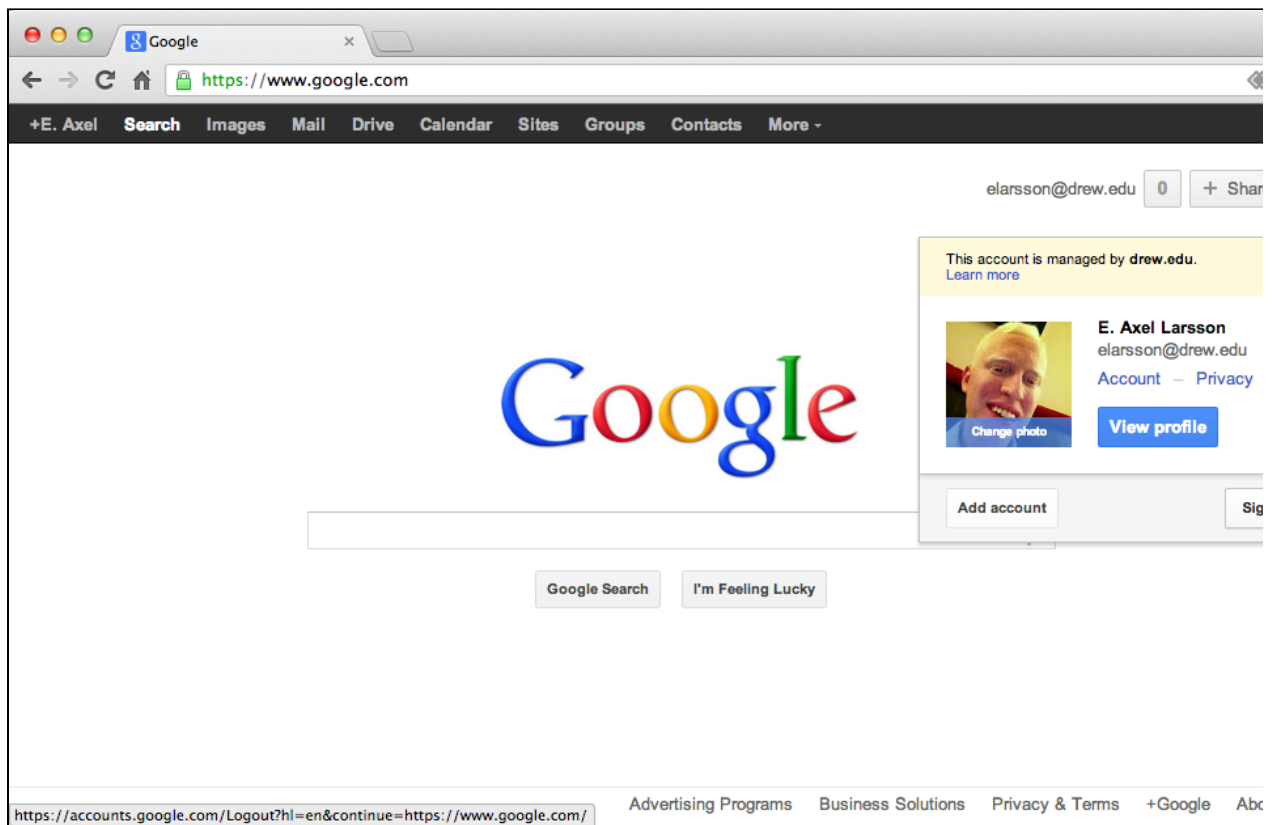 Google
https://www.google.com
+E. Axel Search Images Mail Drive Calendar Sites Groups Contacts More
elarsson@drew.edu 0 + Shar
This account is managed by drew.edu.
Learn more
E. Axel Larsson
elarsson@drew.edu
Account – Privacy
Change photo
View profile
Google
Add account Sig
Google Search I'm Feeling Lucky
Advertising Programs Business Solutions Privacy & Terms +Google Abo
https://accounts.google.com/Logout?hl=en&continue=https://www.google.com/